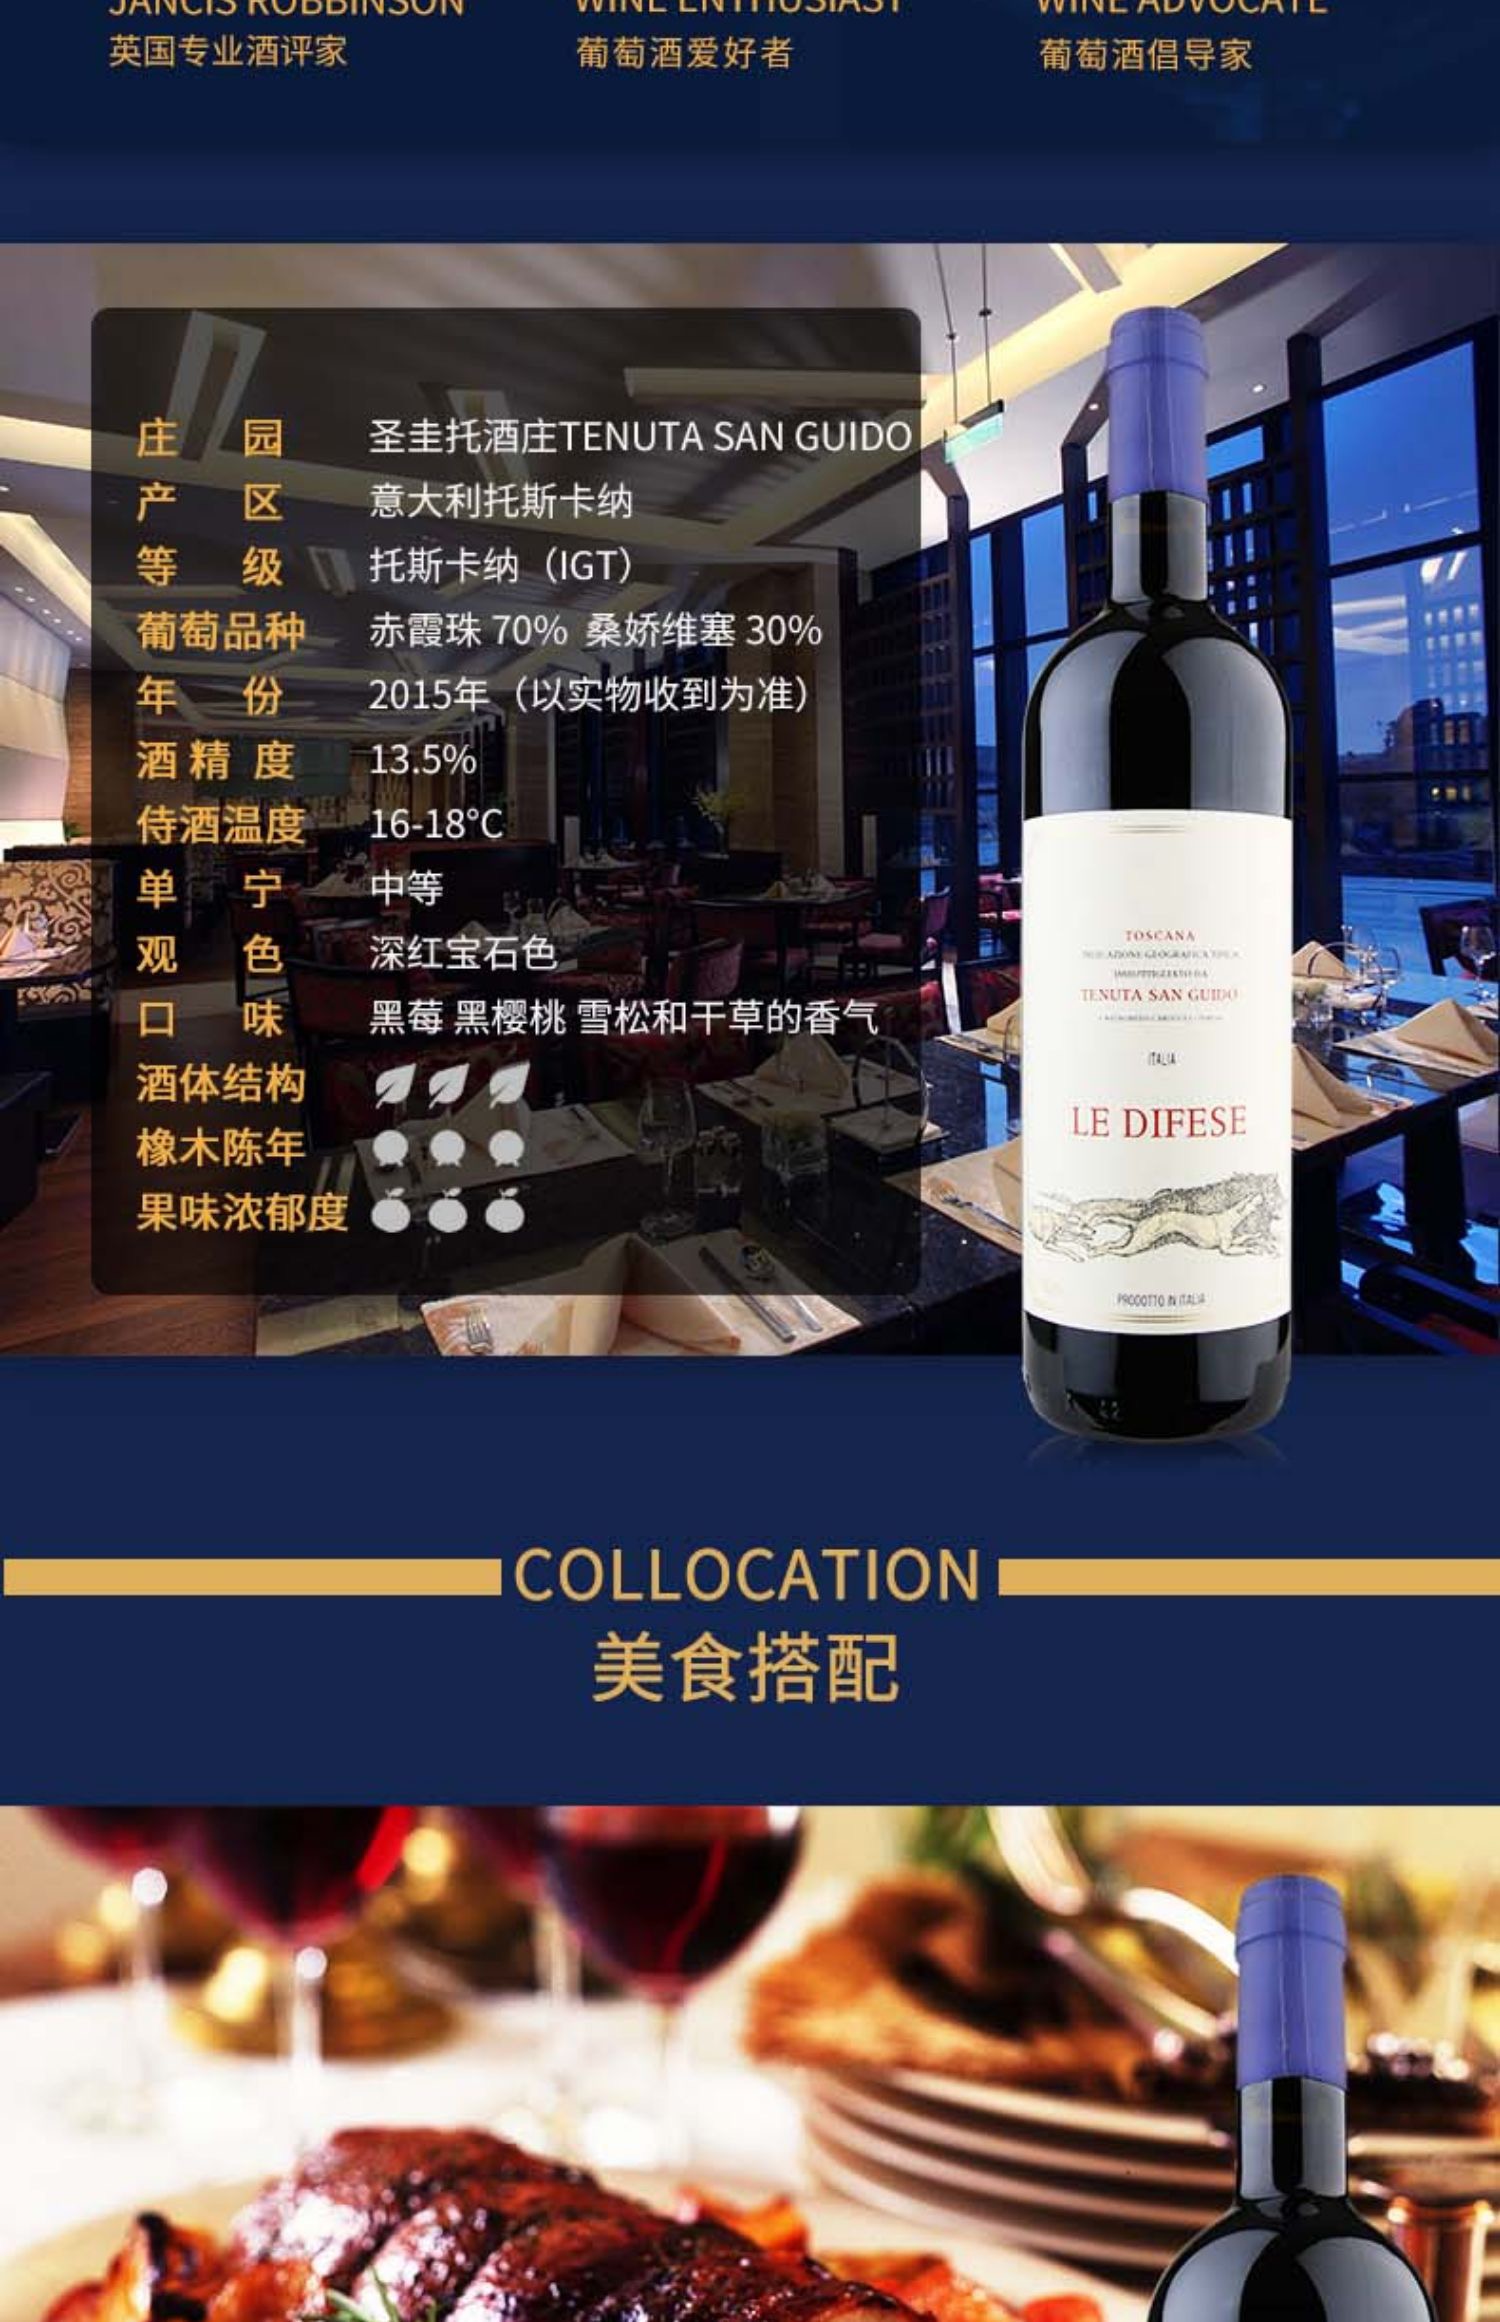 JANCIS ROBBINSON
WINE ENTHUSIAST
WINE ADVOCATE
英国专业酒评家
葡萄酒爱好者
葡萄酒倡导家
庄园 圣圭托酒庄TENUTA SAN GUIDO
产区 意大利托斯卡纳
等级 托斯卡纳（IGT）
葡萄品种 赤霞珠 70% 桑娇维塞 30%
年份 2015年（以实物收到为准）
酒精度 13.5%
侍酒温度 16-18°C
单宁 中等
观色 深红宝石色
口味 黑莓 黑樱桃 雪松和干草的香气
酒体结构
橡木陈年
果味浓郁度
TOSCANA
TENUTA SAN GUIDO
ITALIA
LE DIFESE
PRODOTTO IN ITALIA
COLLOCATION
美食搭配